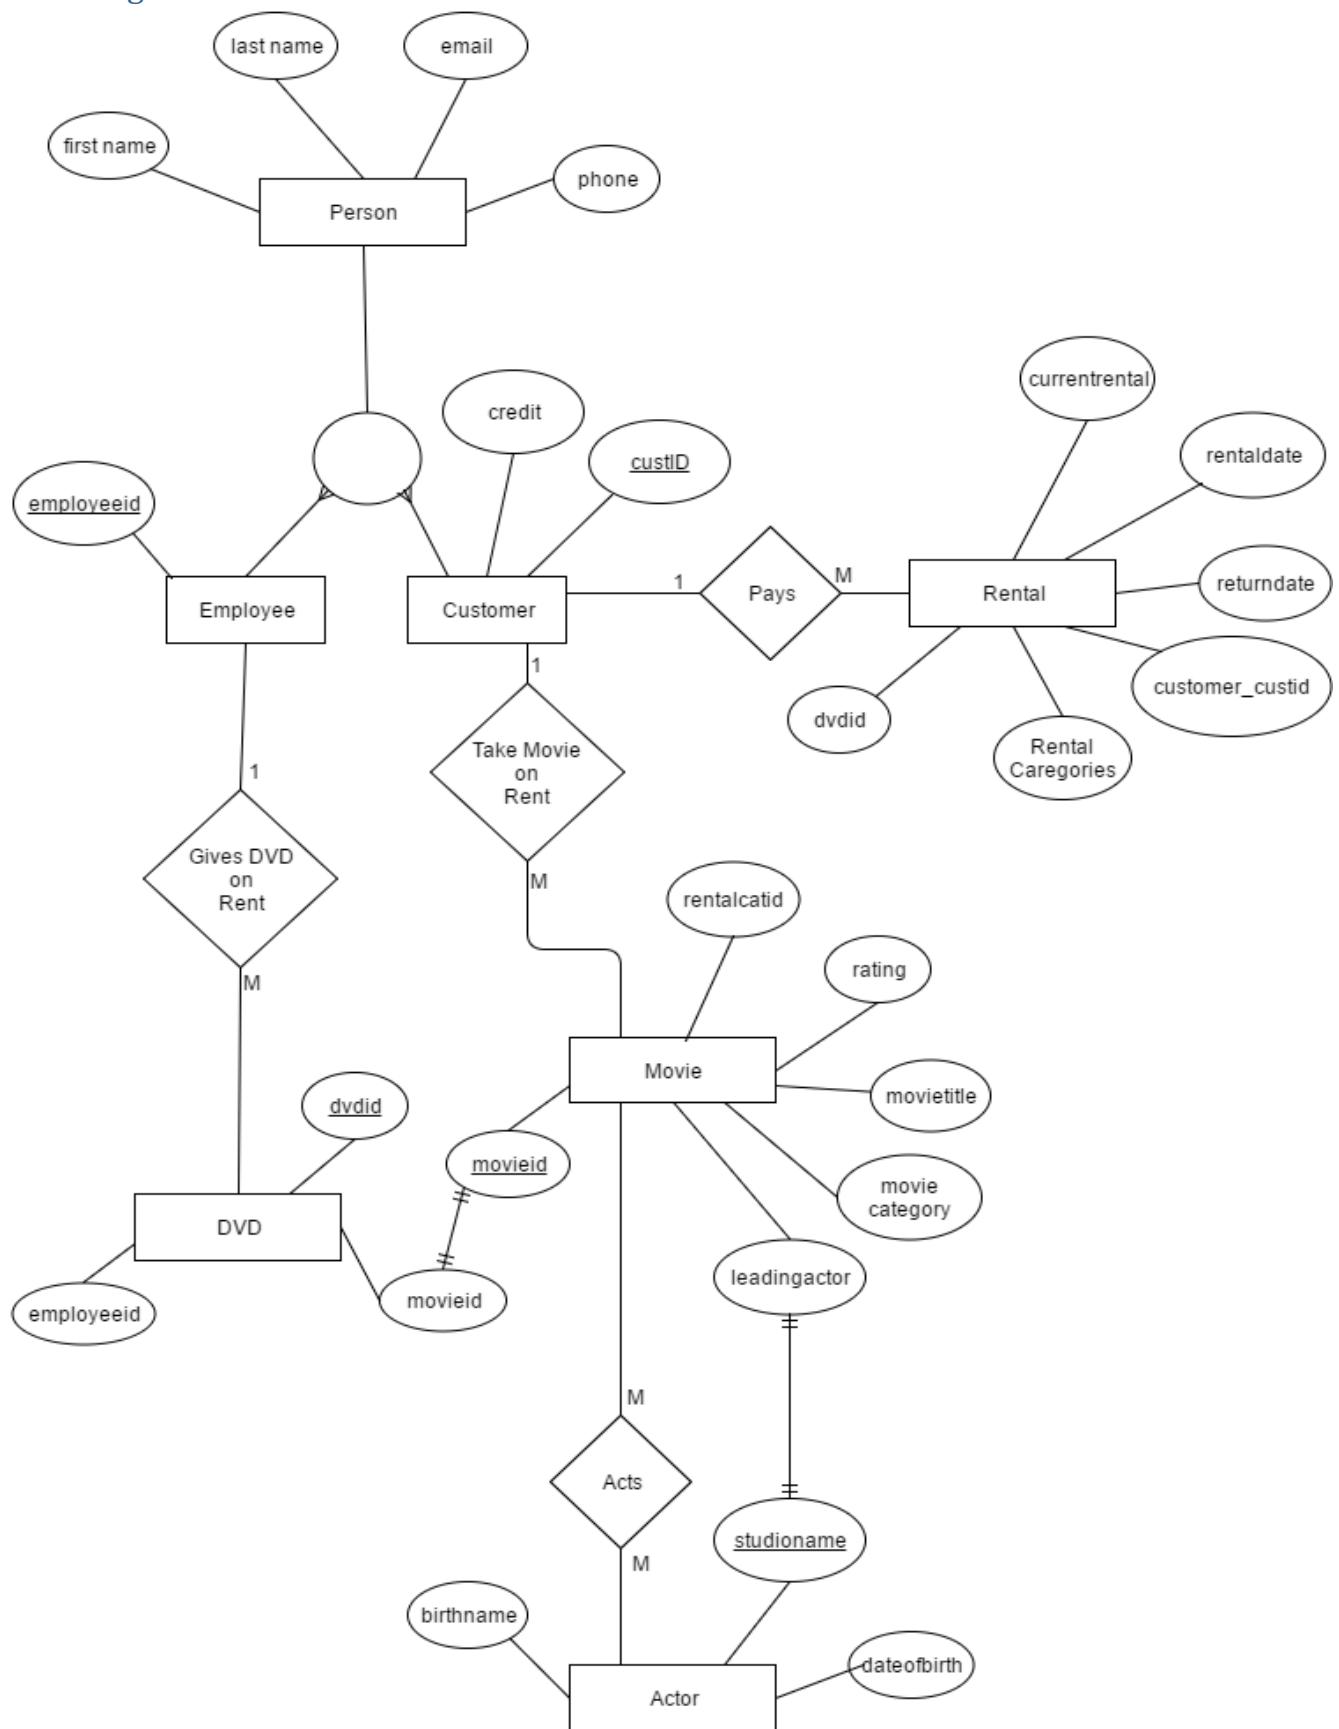 last name
email
first name
phone
Person
currentrental
credit
custID
rentaldate
employeeid
returndate
Employee
Customer
1
Pays
M
Rental
1
customer_custid
dvdid
Rental
Caregories
Take Movie
on
Rent
1
Gives DVD
on
Rent
M
rentalcatid
rating
M
Movie
movietitle
dvdid
movieid
movie
category
DVD
leadingactor
employeeid
movieid
M
Acts
studioname
M
birthname
dateofbirth
Actor